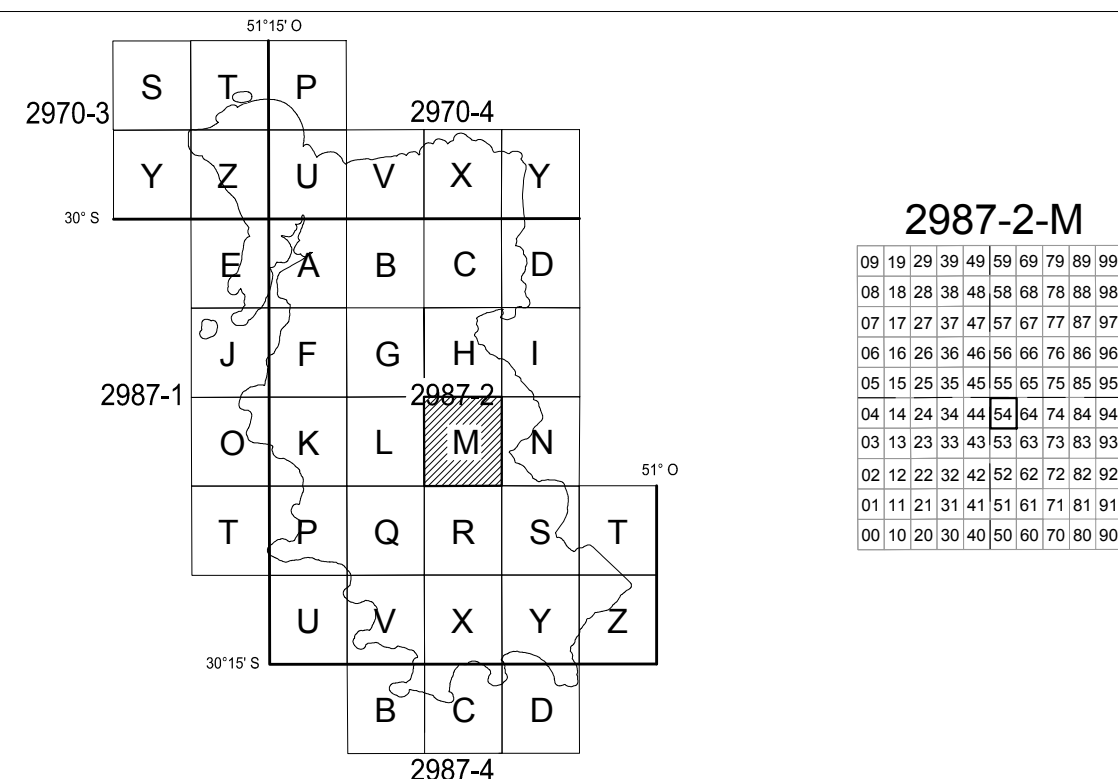 51°15' O
S T P
2970-3 2970-4
Y Z U V X Y
30° S
E A B C D
J F G H I
2987-1 2987-2
O K L M N
51° O
T P Q R S T
U V X Y Z
30°15' S
B C D
2987-4
2987-2-M
09 19 29 39 49 59 69 79 89 99
08 18 28 38 48 58 68 78 88 98
07 17 27 37 47 57 67 77 87 97
06 16 26 36 46 56 66 76 86 96
05 15 25 35 45 55 65 75 85 95
04 14 24 34 44 54 64 74 84 94
03 13 23 33 43 53 63 73 83 93
02 12 22 32 42 52 62 72 82 92
01 11 21 31 41 51 61 71 81 91
00 10 20 30 40 50 60 70 80 90